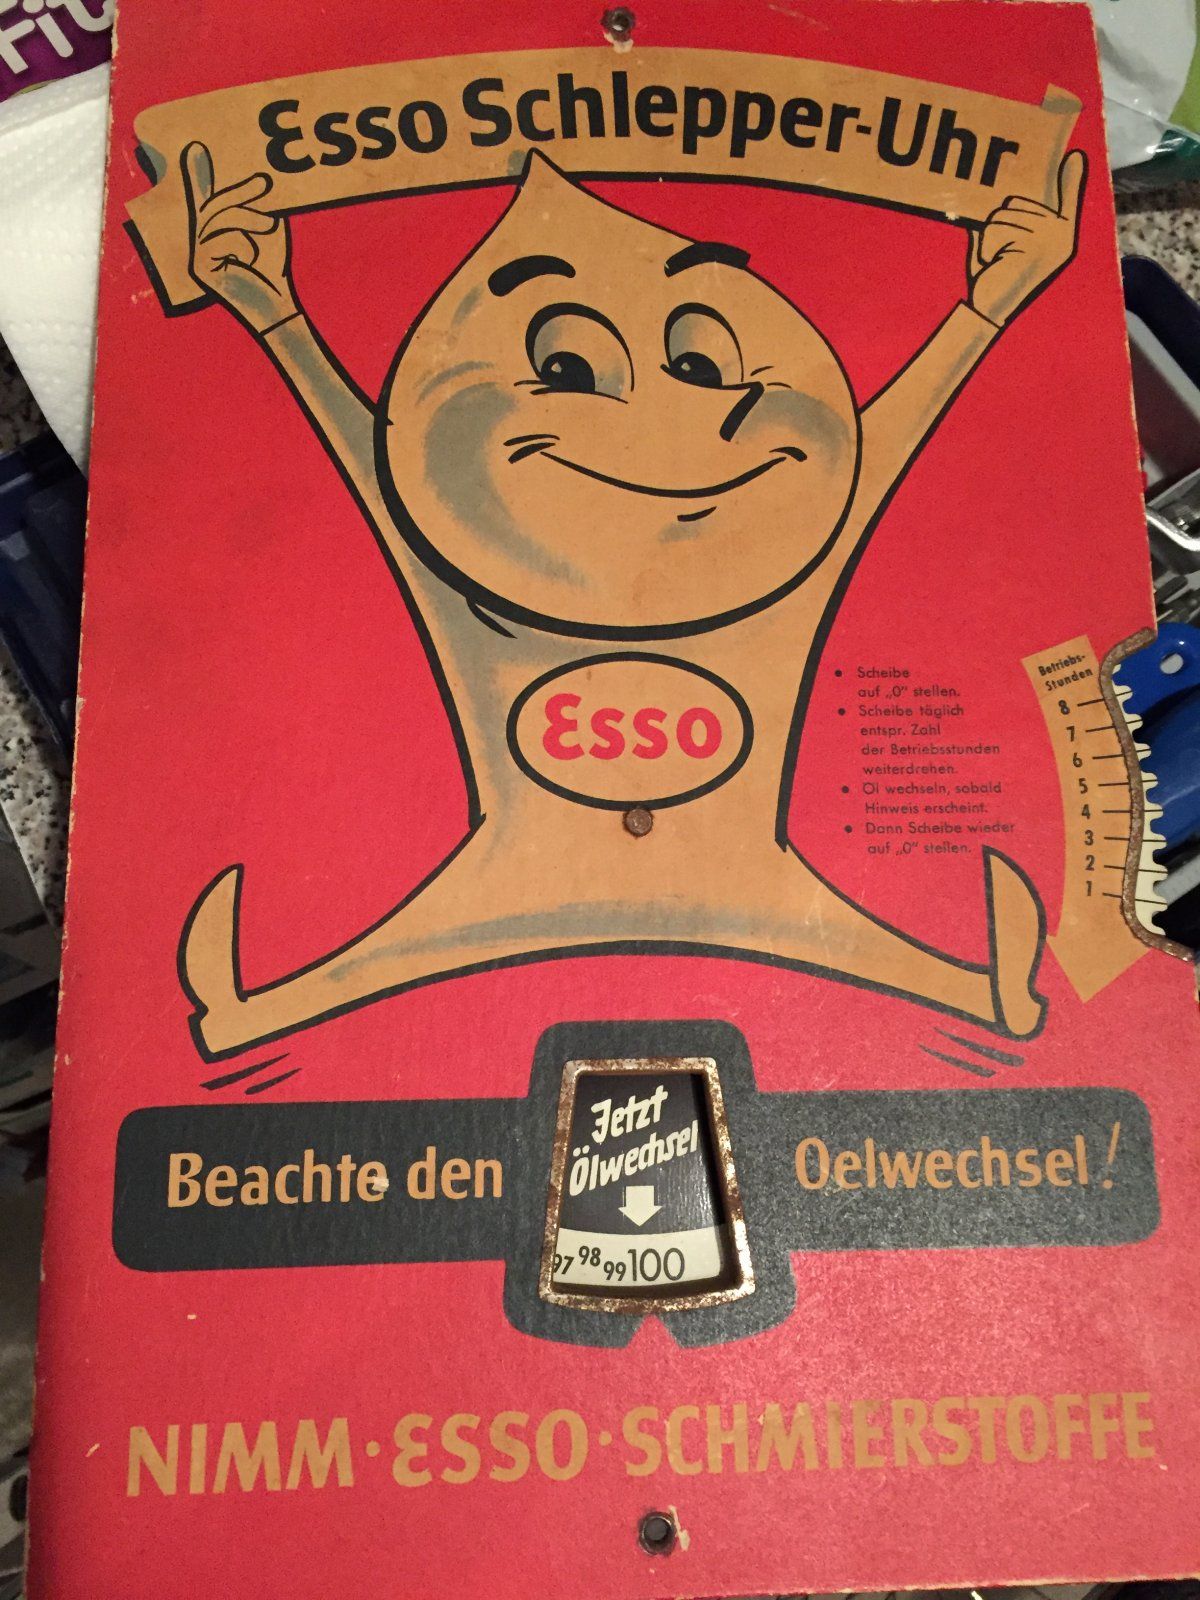 Fit
Esso Schlepper-Uhr
Esso
• Scheibe
auf „0“ stellen.
• Scheibe täglich
entspr. Zahl
der Betriebsstunden
weiterdrehen.
• Öl wechseln, sobald
Hinweis erscheint.
• Dann Scheibe wieder
auf „0“ stellen.
Betriebs-
Stunden
8
7
6
5
4
3
2
1
Beachte den
Jetzt
Ölwechsel
97 98 99 100
Oelwechsel!
NIMM·ESSO·SCHMIERSTOFFE